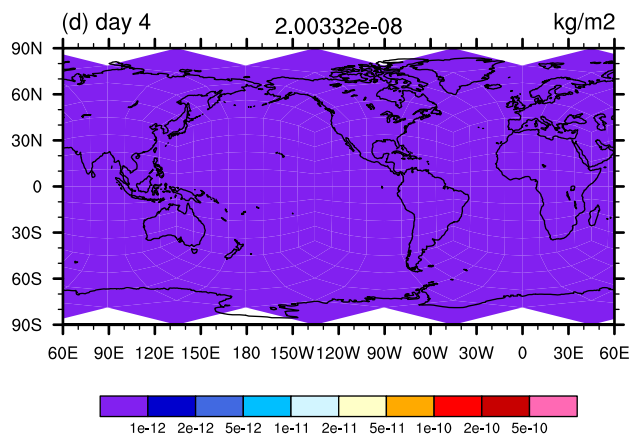 (d) day 4 2.00332e-08 kg/m2
90N
60N
30N
0
30S
60S
90S
60E 90E 120E 150E 180 150W 120W 90W 60W 30W 0 30E 60E
1e-12 2e-12 5e-12 1e-11 2e-11 5e-11 1e-10 2e-10 5e-10